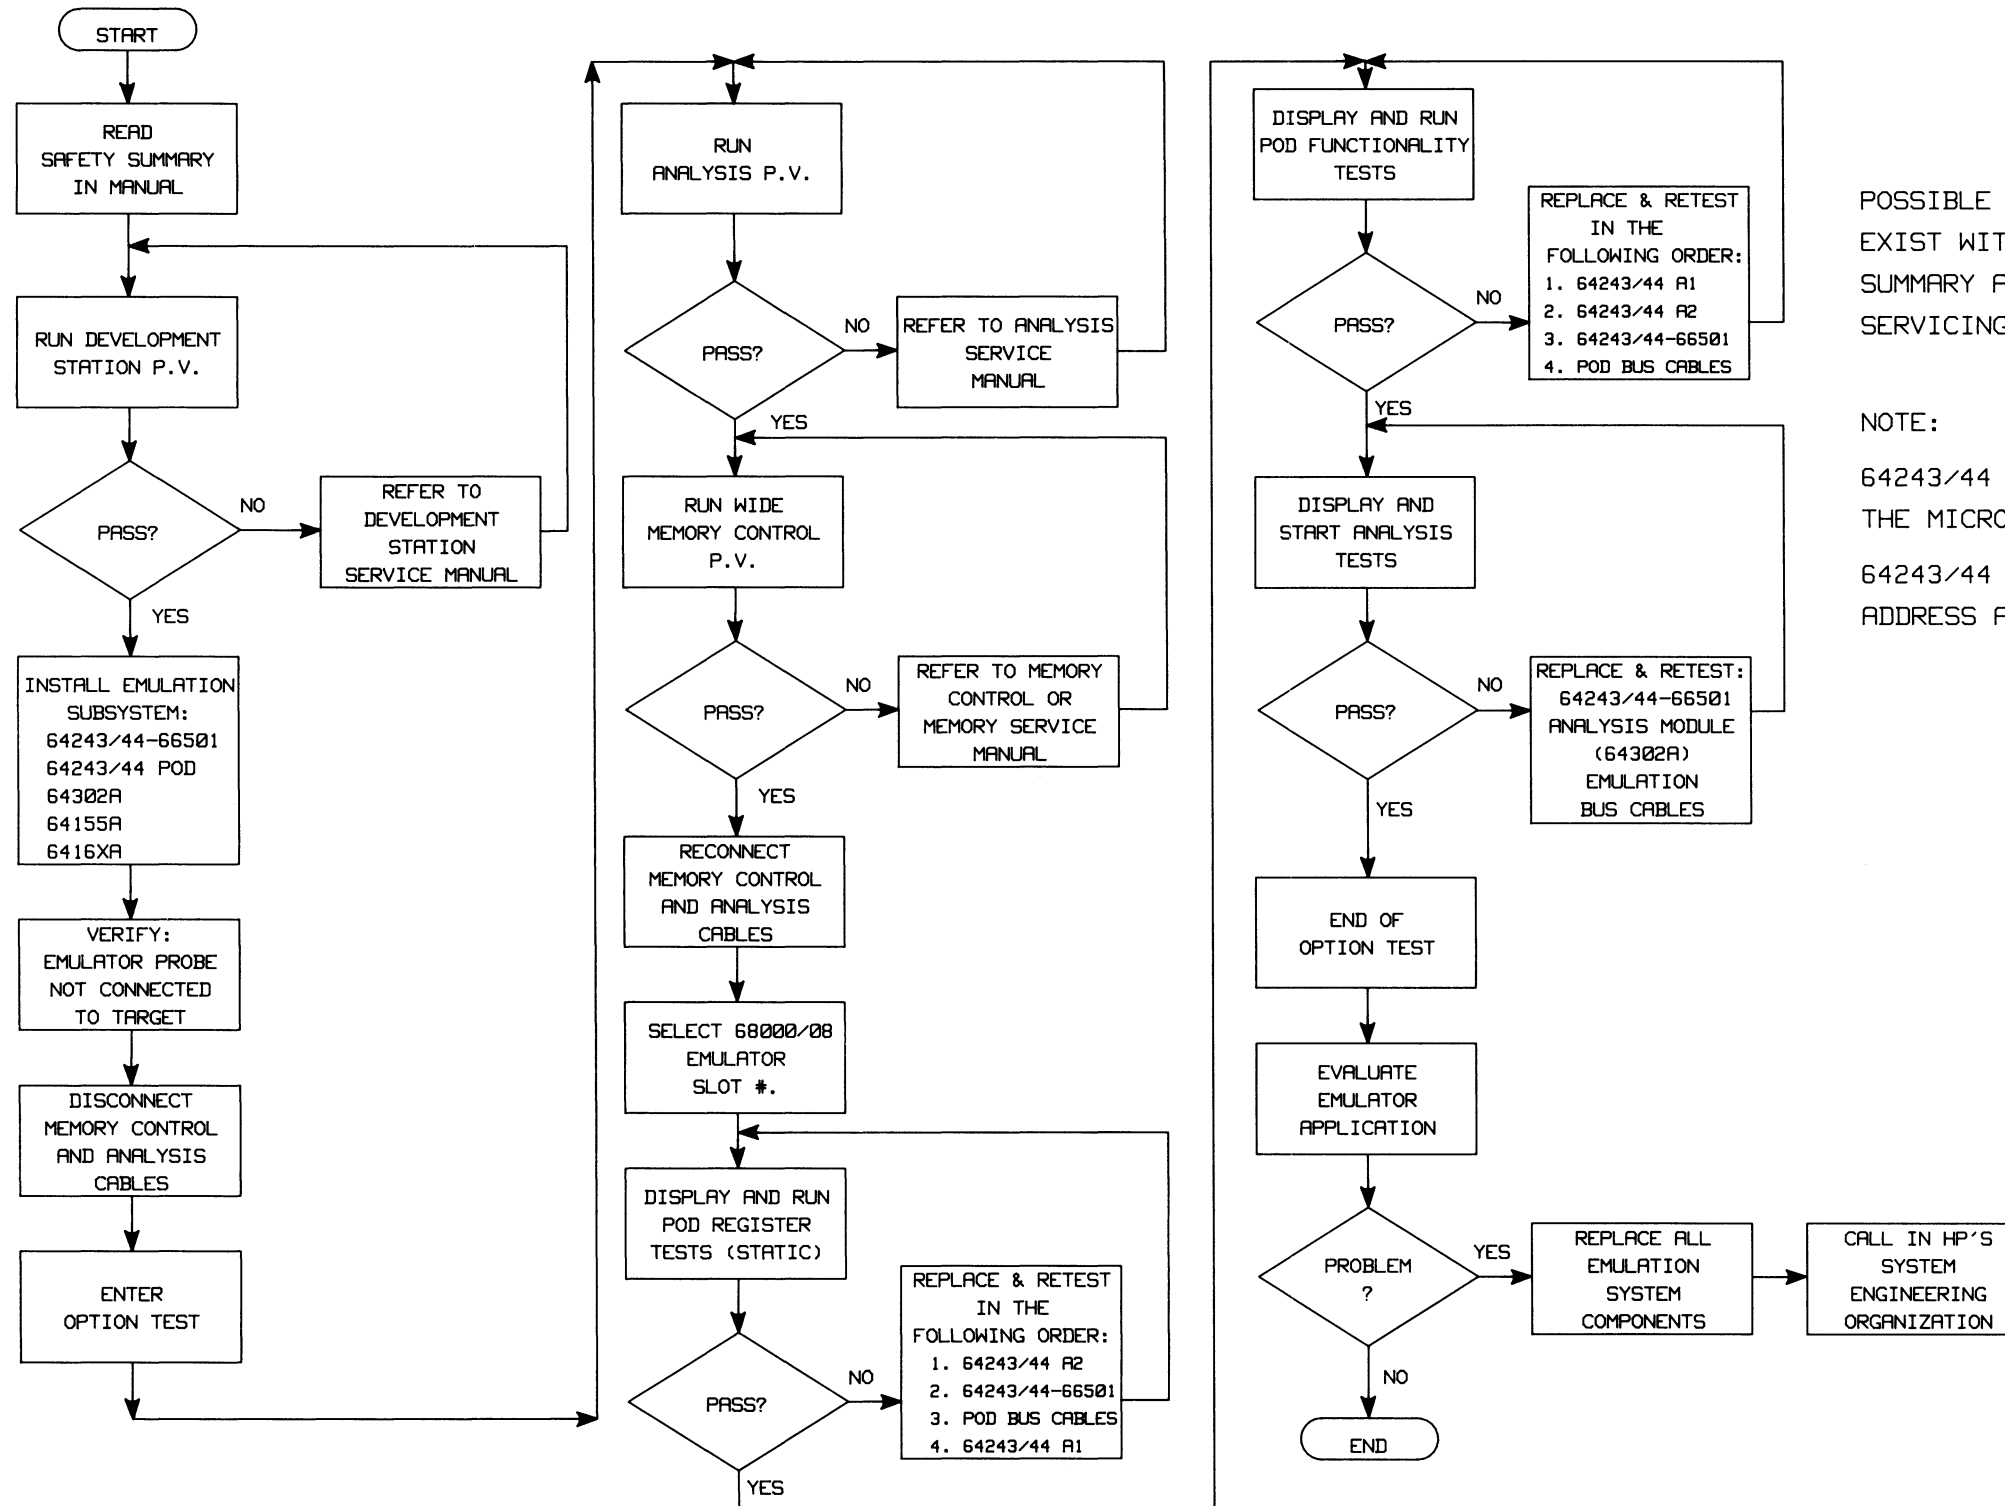 START
READ
SAFETY SUMMARY
IN MANUAL
RUN DEVELOPMENT
STATION P.V.
PASS?
NO
REFER TO
DEVELOPMENT
STATION
SERVICE MANUAL
YES
INSTALL EMULATION
SUBSYSTEM:
64243/44-66501
64243/44 POD
64302A
64155A
6416XA
VERIFY:
EMULATOR PROBE
NOT CONNECTED
TO TARGET
DISCONNECT
MEMORY CONTROL
AND ANALYSIS
CABLES
ENTER
OPTION TEST
RUN
ANALYSIS P.V.
PASS?
NO
REFER TO ANALYSIS
SERVICE
MANUAL
YES
RUN WIDE
MEMORY CONTROL
P.V.
PASS?
NO
REFER TO MEMORY
CONTROL OR
MEMORY SERVICE
MANUAL
YES
RECONNECT
MEMORY CONTROL
AND ANALYSIS
CABLES
SELECT 68000/08
EMULATOR
SLOT #.
DISPLAY AND RUN
POD REGISTER
TESTS (STATIC)
PASS?
NO
REPLACE & RETEST
IN THE
FOLLOWING ORDER:
1. 64243/44 A2
2. 64243/44-66501
3. POD BUS CABLES
4. 64243/44 A1
YES
DISPLAY AND RUN
POD FUNCTIONALITY
TESTS
PASS?
NO
REPLACE & RETEST
IN THE
FOLLOWING ORDER:
1. 64243/44 A1
2. 64243/44 A2
3. 64243/44-66501
4. POD BUS CABLES
YES
DISPLAY AND
START ANALYSIS
TESTS
PASS?
NO
REPLACE & RETEST:
64243/44-66501
ANALYSIS MODULE
(64302A)
EMULATION
BUS CABLES
YES
END OF
OPTION TEST
EVALUATE
EMULATOR
APPLICATION
PROBLEM
?
YES
REPLACE ALL
EMULATION
SYSTEM
COMPONENTS
CALL IN HP'S
SYSTEM
ENGINEERING
ORGANIZATION
NO
END
POSSIBLE
EXIST WIT
SUMMARY A
SERVICING
NOTE:
64243/44
THE MICRO
64243/44
ADDRESS A